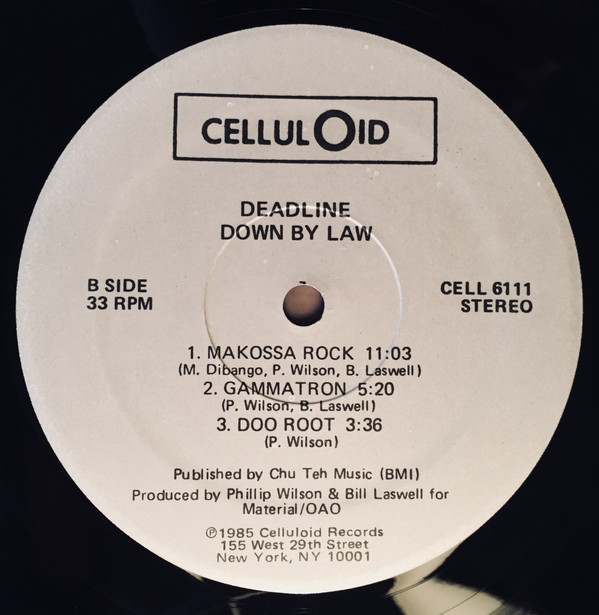 CELLULOID
DEADLINE
DOWN BY LAW
B SIDE
33 RPM
CELL 6111
STEREO
1. MAKOSSA ROCK 11:03
(M. Dibango, P. Wilson, B. Laswell)
2. GAMMATRON 5:20
(P. Wilson, B. Laswell)
3. DOO ROOT 3:36
(P. Wilson)
Published by Chu Teh Music (BMI)
Produced by Phillip Wilson & Bill Laswell for
Material/OAO
℗1985 Celluloid Records
155 West 29th Street
New York, NY 10001